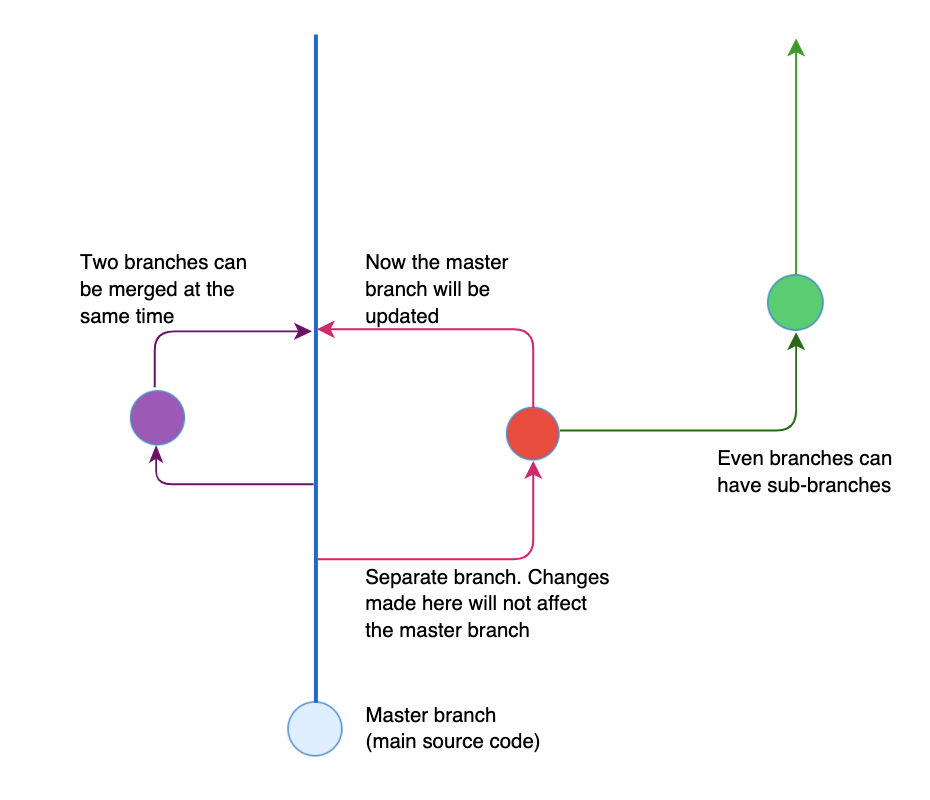 Two branches can
be merged at the
same time
Now the master
branch will be
updated
Even branches can
have sub-branches
Separate branch. Changes
made here will not affect
the master branch
Master branch
(main source code)